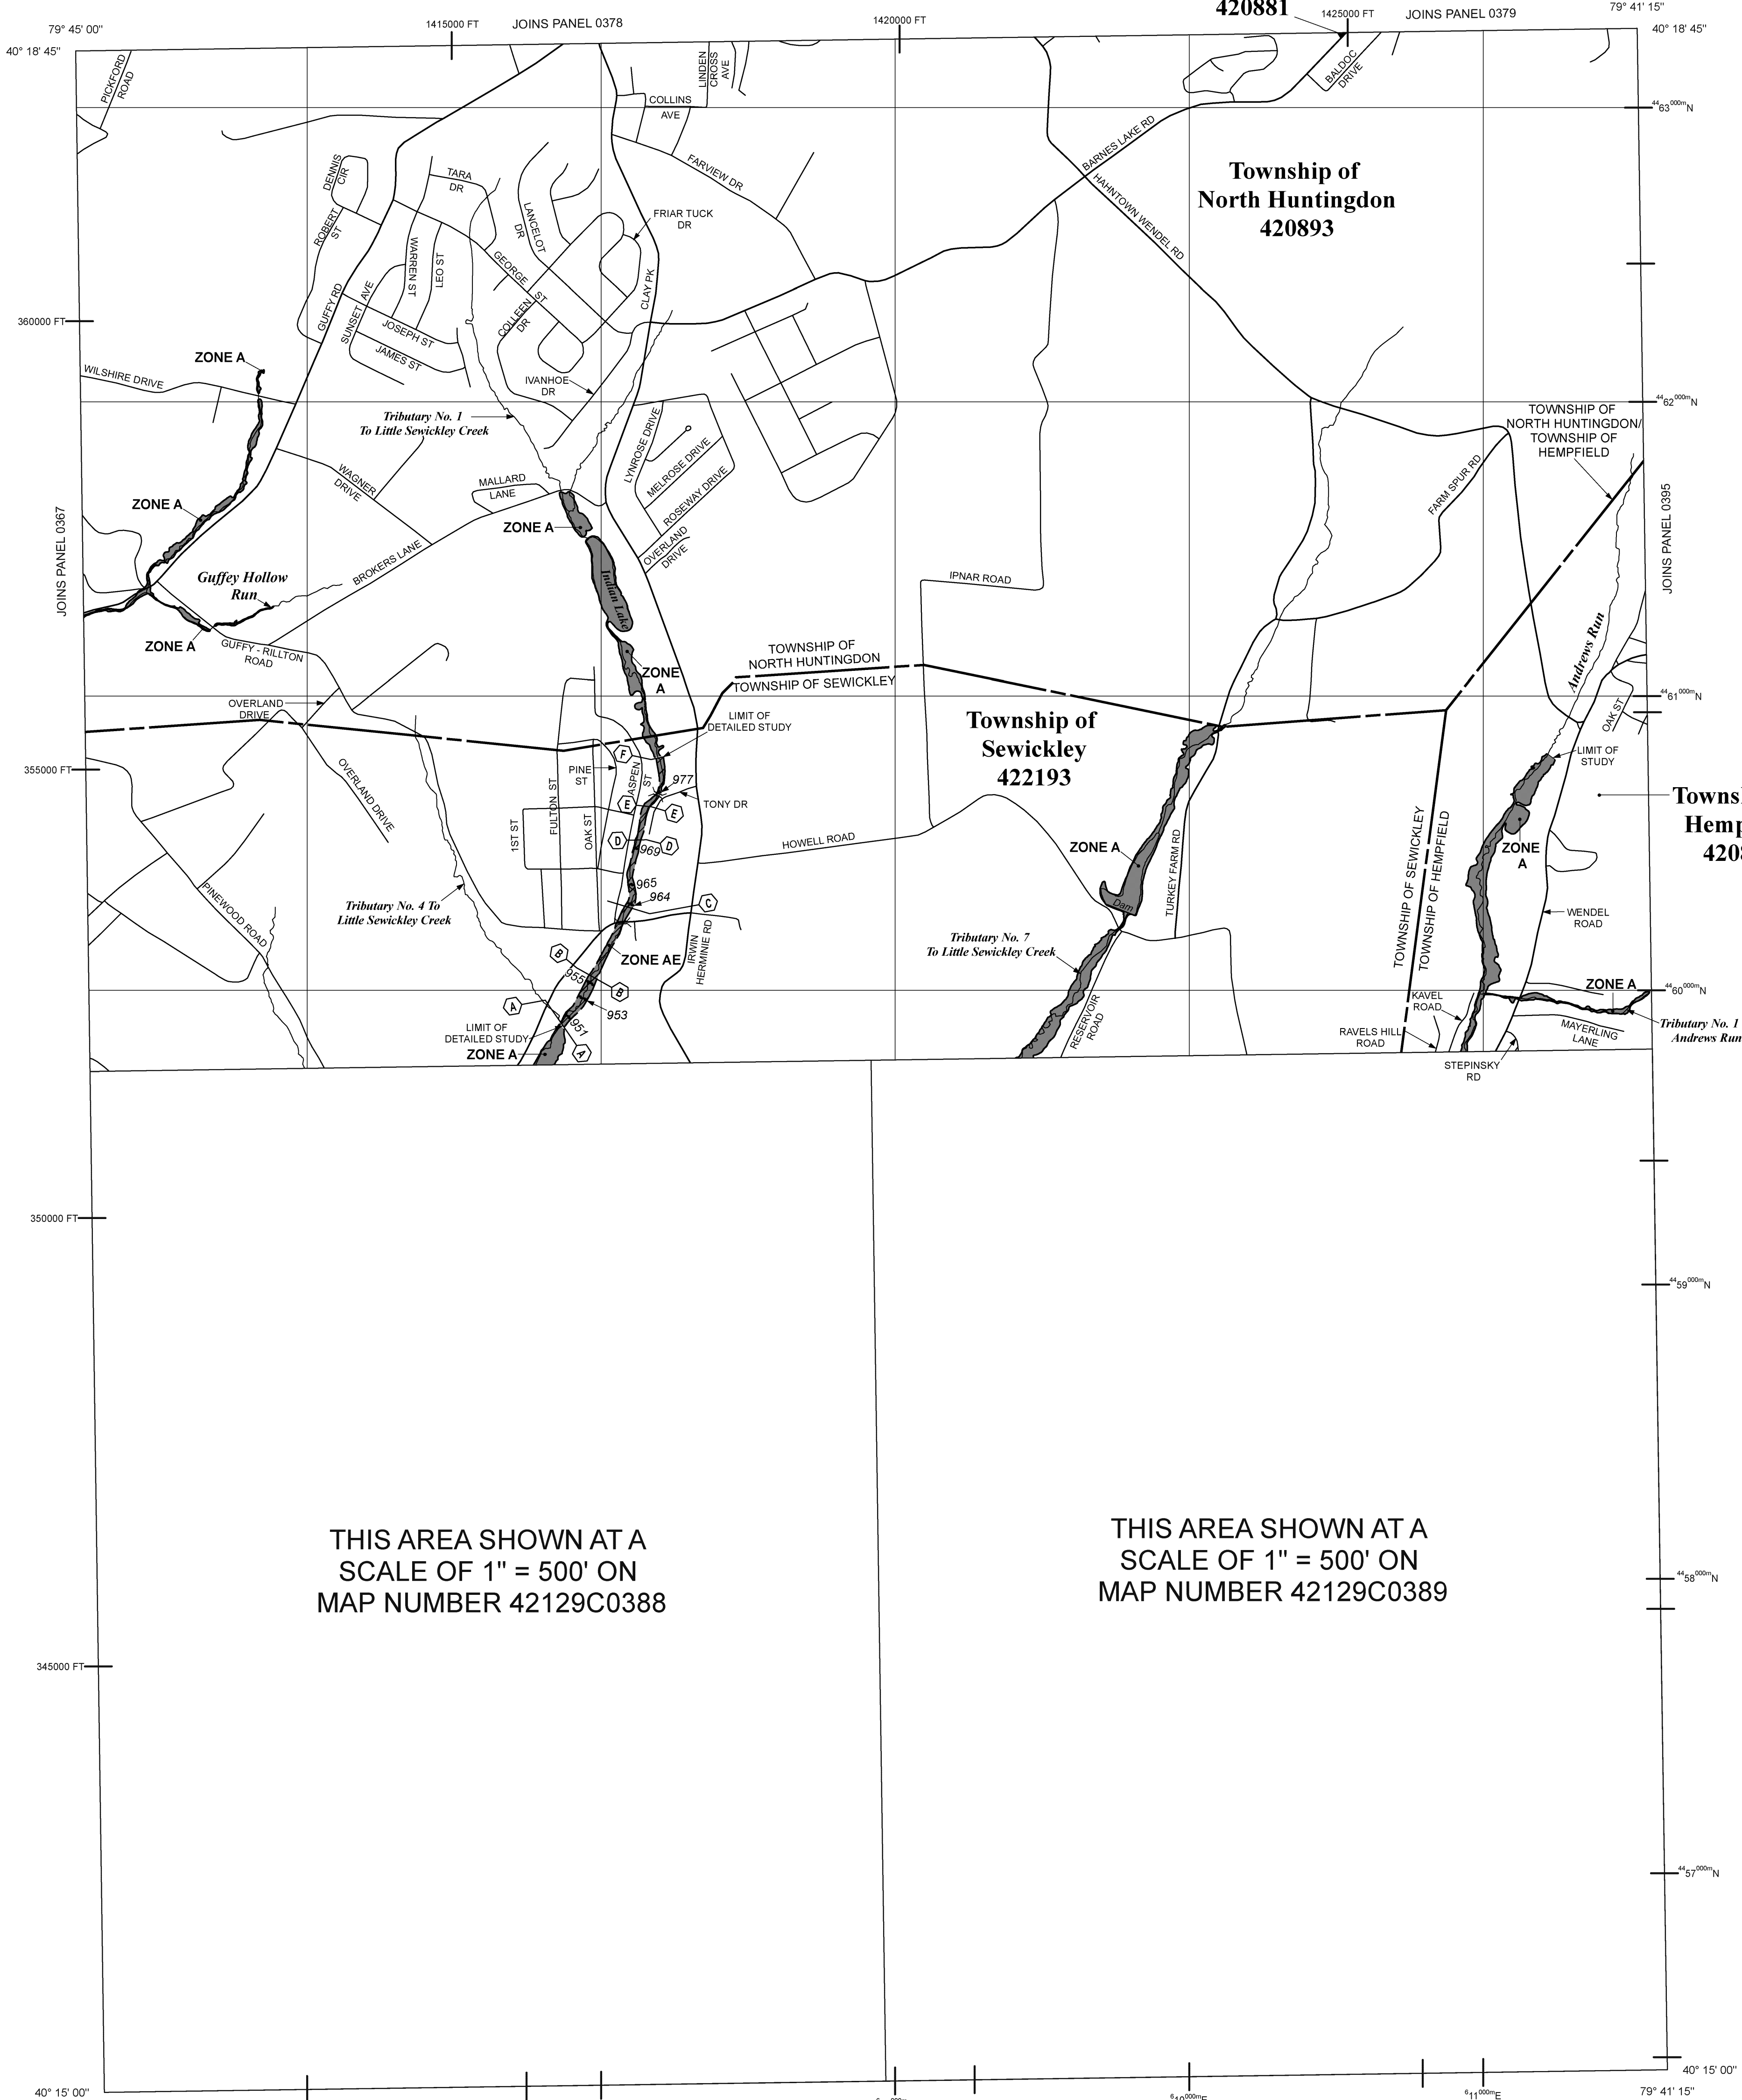 420881
79° 45' 00"
1415000 FT
JOINS PANEL 0378
1420000 FT
1425000 FT
JOINS PANEL 0379
79° 41' 15"
40° 18' 45"
40° 18' 45"
PICKFORD
ROAD
LINDEN
CROSS
AVE
BALDOC
DRIVE
COLLINS
AVE
4463000mN
BARNES LAKE RD
FARVIEW DR
HAHNTOWN WENDEL RD
Township of
North Huntingdon
420893
DENNIS
CIR
TARA
DR
ROBERT
ST
LANCELOT
DR
FRIAR TUCK
DR
WARREN ST
LEO ST
GEORGE ST
CLAY PK
GUFFY RD
SUNSET AVE
COLLEEN
DR
360000 FT
JOSEPH ST
JAMES ST
ZONE A
WILSHIRE DRIVE
IVANHOE
DR
Tributary No. 1
To Little Sewickley Creek
LYNROSE DRIVE
4462000mN
TOWNSHIP OF
NORTH HUNTINGDON/
TOWNSHIP OF
HEMPFIELD
WAGNER
DRIVE
MALLARD
LANE
MELROSE DRIVE
ROSEWAY DRIVE
FARM SPUR RD
ZONE A
ZONE A
OVERLAND
DRIVE
JOINS PANEL 0367
JOINS PANEL 0395
BROKERS LANE
Guffey Hollow
Run
Indian Lake
IPNAR ROAD
ZONE A
GUFFY - RILLTON
ROAD
Andrews Run
ZONE
A
TOWNSHIP OF
NORTH HUNTINGDON
TOWNSHIP OF SEWICKLEY
OVERLAND
DRIVE
LIMIT OF
DETAILED STUDY
Township of
Sewickley
422193
4461000mN
OAK ST
LIMIT OF
STUDY
355000 FT
OVERLAND DRIVE
F
PINE
ST
ASPEN
ST
977
E
E
TONY DR
FULTON ST
1ST ST
OAK ST
D
D
969
HOWELL ROAD
965
964
C
TURKEY FARM RD
ZONE A
Dam
TOWNSHIP OF SEWICKLEY
TOWNSHIP OF HEMPFIELD
ZONE
A
WENDEL
ROAD
PINEWOOD ROAD
Tributary No. 4 To
Little Sewickley Creek
Tributary No. 7
To Little Sewickley Creek
IRWIN
HERMINIE RD
ZONE AE
B
955
B
A
953
951
A
LIMIT OF
DETAILED STUDY
ZONE A
RESERVOIR
ROAD
ZONE A
4460000mN
KAVEL
ROAD
RAVELS HILL
ROAD
MAYERLING
LANE
Tributary No. 1
Andrews Run
STEPINSKY
RD
350000 FT
4459000mN
THIS AREA SHOWN AT A
SCALE OF 1" = 500' ON
MAP NUMBER 42129C0388
THIS AREA SHOWN AT A
SCALE OF 1" = 500' ON
MAP NUMBER 42129C0389
4458000mN
345000 FT
4457000mN
40° 15' 00"
40° 15' 00"
610000mE
611000mE
79° 41' 15"